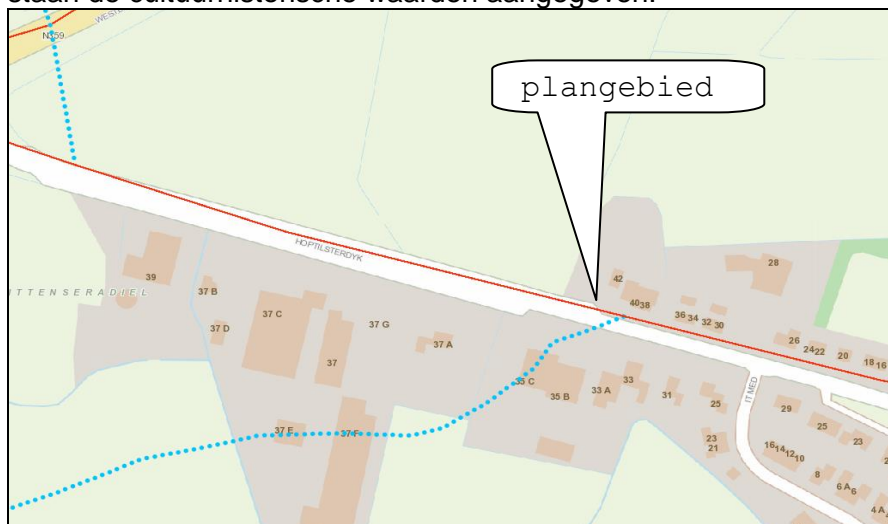 staan de cultuurhistorische waarden aangegeven.
WESTE
N359
plangebied
HOPTILSTERDYK
ITTENSERADIEL
39
37 B
37 D
37 C
37 G
37
37 A
37 E
37 F
35 C
35 B
33 A
33
31
25
23
21
42
40
38
36
34
32
30
28
26
24
22
20
18
16
IT MED
29
25
23
16
14
12
10
8
6 A
6
4 A